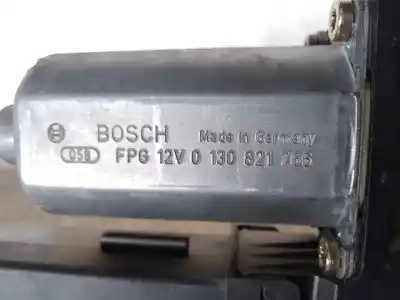 BOSCH Made in Germany
058 FPG 12V 0 130 821 766